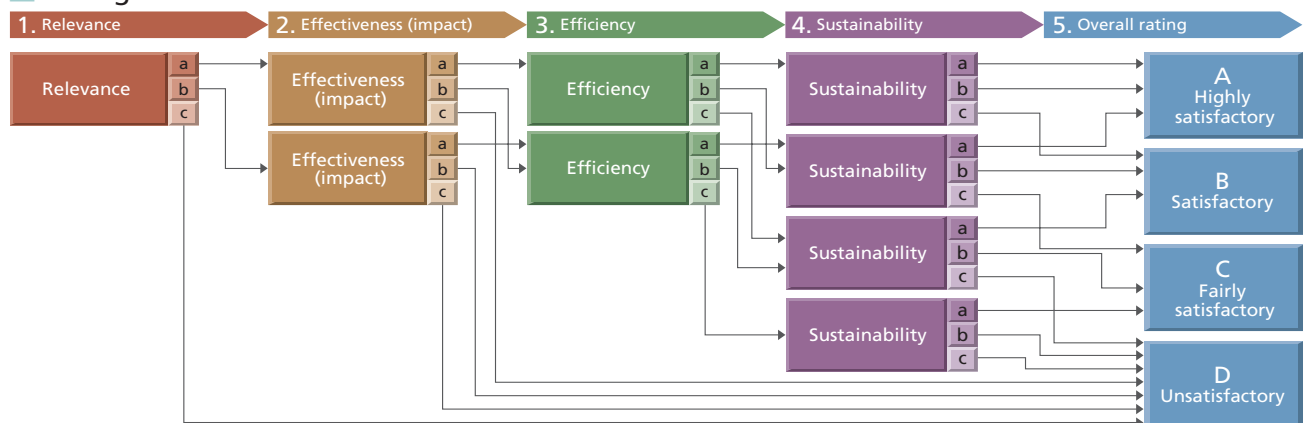 1. Relevance
2. Effectiveness (impact)
3. Efficiency
4. Sustainability
5. Overall rating
Relevance
a
b
c
Effectiveness
(impact)
a
b
c
Effectiveness
(impact)
a
b
c
Efficiency
a
b
c
Efficiency
a
b
c
Sustainability
a
b
c
Sustainability
a
b
c
Sustainability
a
b
c
Sustainability
a
b
c
A
Highly
satisfactory
B
Satisfactory
C
Fairly
satisfactory
D
Unsatisfactory